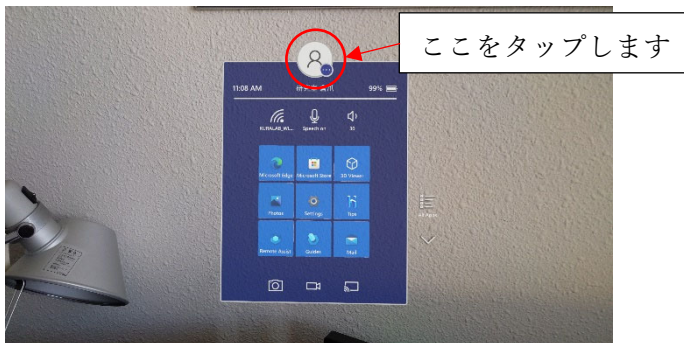 ここをタップします
11:08 AM
99%
Speech on
Microsoft Edge
Microsoft Store
3D Viewer
Photos
Settings
Tips
All Apps
Remote Assist
Guides
Mail